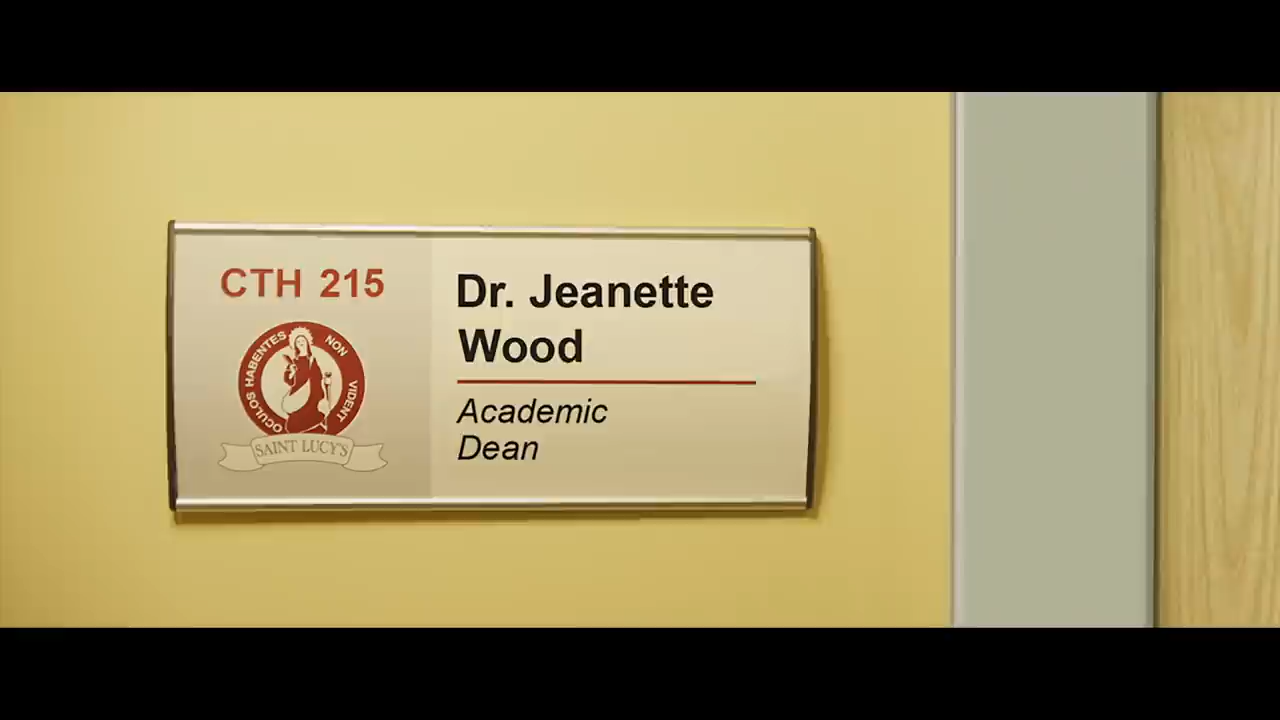 CTH 215
OCULOS HABENTES NON VIDENT
SAINT LUCY'S
Dr. Jeanette
Wood
Academic
Dean